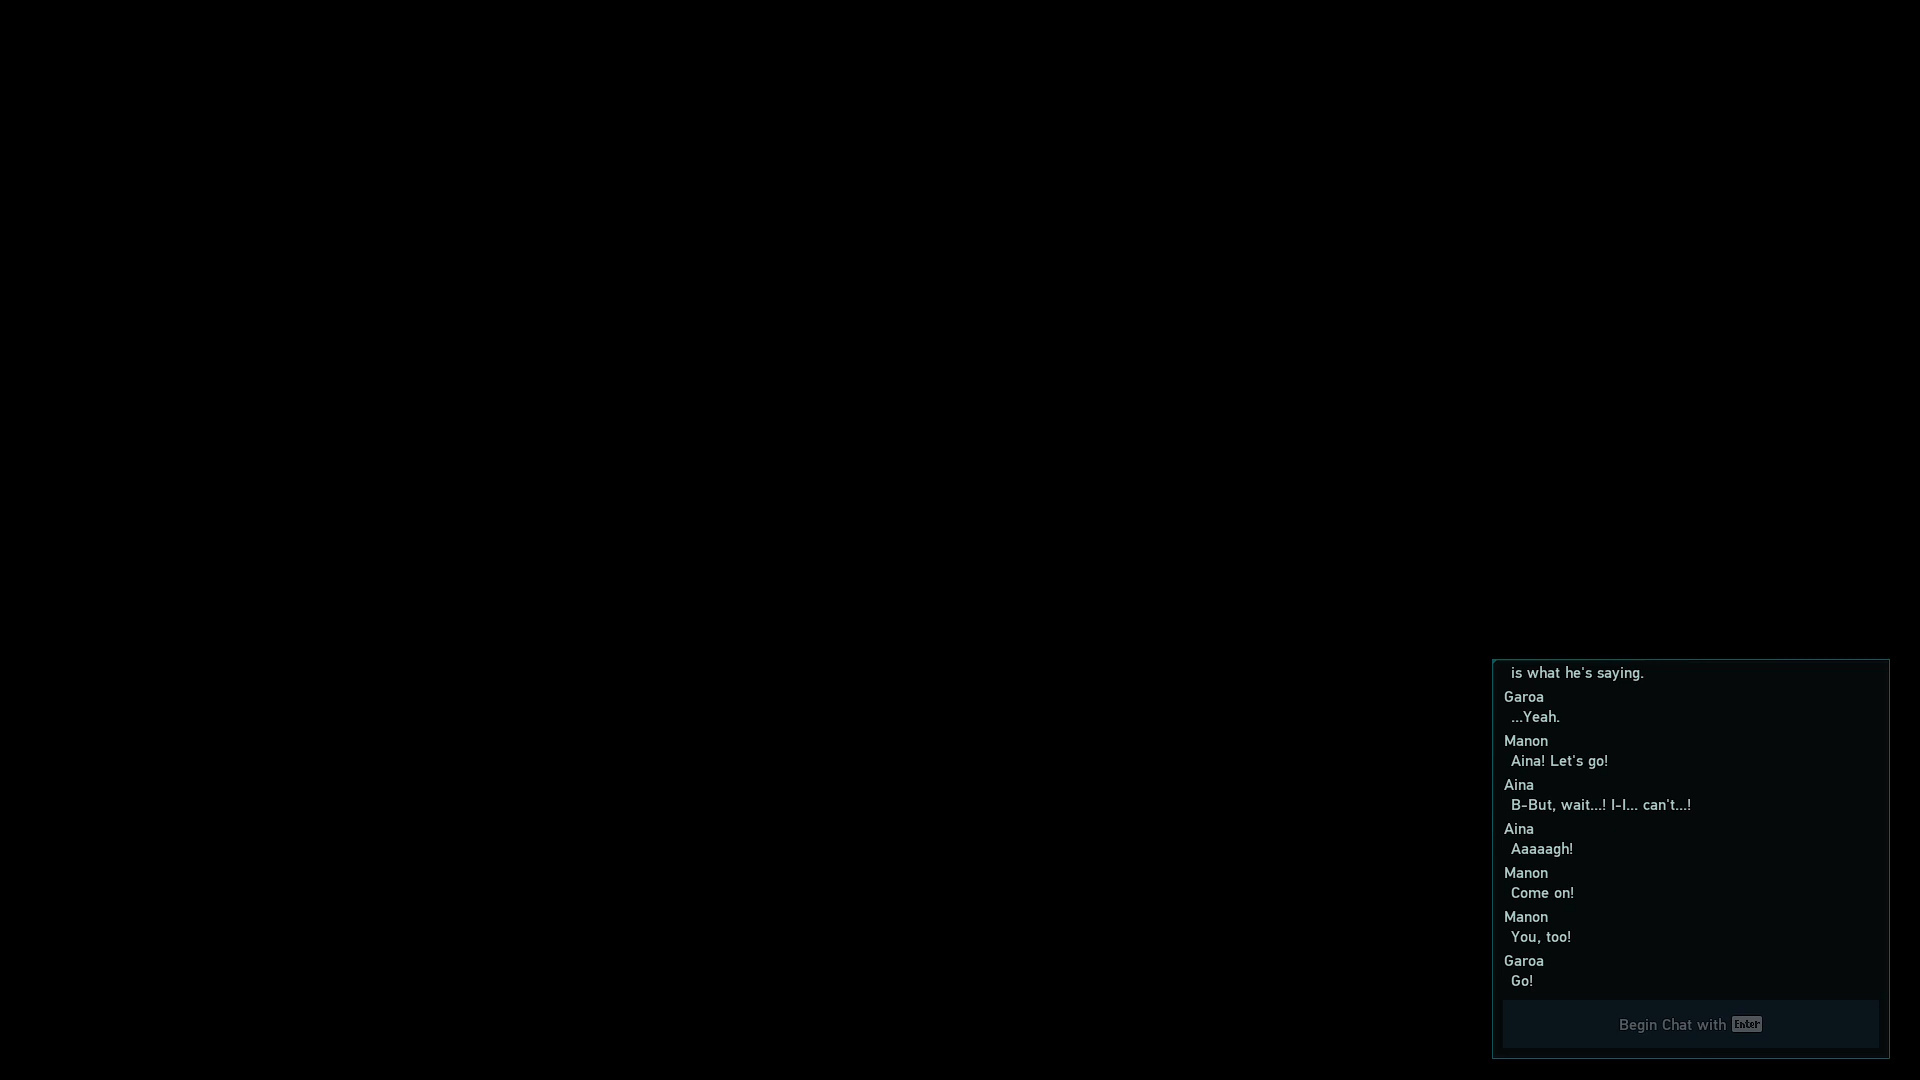 is what he's saying.
Garoa
...Yeah.
Manon
Aina! Let's go!
Aina
B-But, wait...! I-I... can't...!
Aina
Aaaaagh!
Manon
Come on!
Manon
You, too!
Garoa
Go!
Begin Chat with Enter